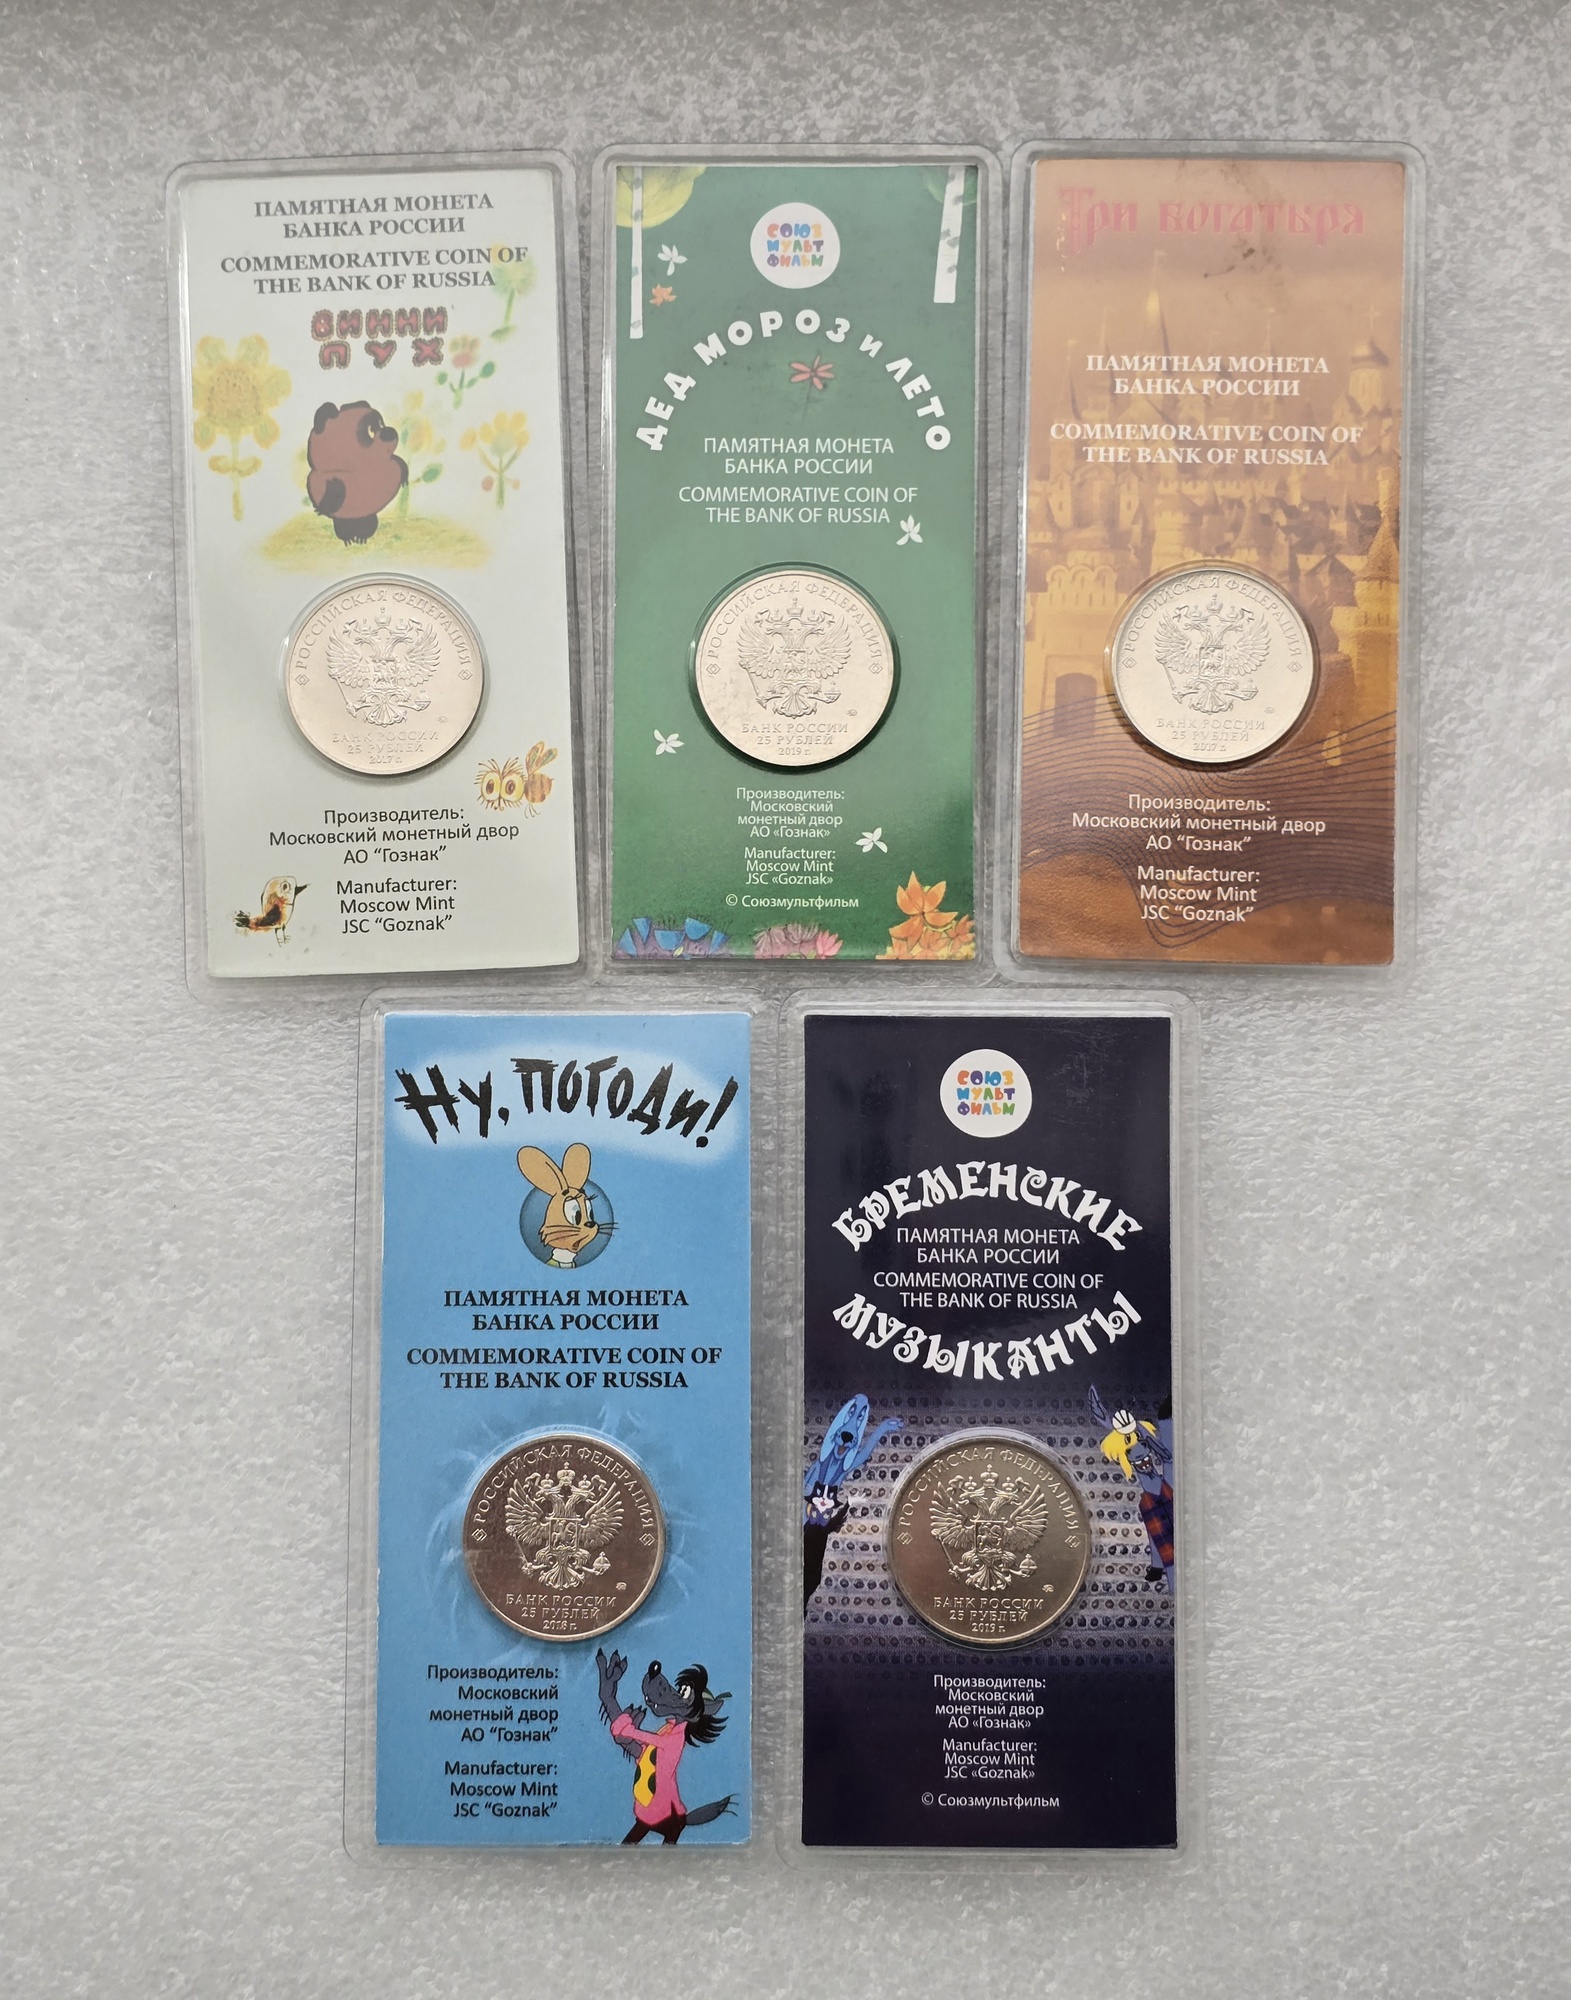 ПАМЯТНАЯ МОНЕТА
БАНКА РОССИИ
COMMEMORATIVE COIN OF
THE BANK OF RUSSIA
ВИННИ
ПУХ
РОССИЙСКАЯ ФЕДЕРАЦИЯ
БАНК РОССИИ
25 РУБЛЕЙ
2017 г.
Производитель:
Московский монетный двор
АО "Гознак"
Manufacturer:
Moscow Mint
JSC "Goznak"
СОЮЗ
МУЛЬТ
ФИЛЬМ
ДЕД МОРОЗ и ЛЕТО
ПАМЯТНАЯ МОНЕТА
БАНКА РОССИИ
COMMEMORATIVE COIN OF
THE BANK OF RUSSIA
РОССИЙСКАЯ ФЕДЕРАЦИЯ
БАНК РОССИИ
25 РУБЛЕЙ
2019 г.
Производитель:
Московский
монетный двор
АО «Гознак»
Manufacturer:
Moscow Mint
JSC «Goznak»
© Союзмультфильм
Три богатыря
ПАМЯТНАЯ МОНЕТА
БАНКА РОССИИ
COMMEMORATIVE COIN OF
THE BANK OF RUSSIA
РОССИЙСКАЯ ФЕДЕРАЦИЯ
БАНК РОССИИ
25 РУБЛЕЙ
2017 г.
Производитель:
Московский монетный двор
АО "Гознак"
Manufacturer:
Moscow Mint
JSC "Goznak"
Ну, ПОГОДи!
ПАМЯТНАЯ МОНЕТА
БАНКА РОССИИ
COMMEMORATIVE COIN OF
THE BANK OF RUSSIA
РОССИЙСКАЯ ФЕДЕРАЦИЯ
БАНК РОССИИ
25 РУБЛЕЙ
2018 г.
Производитель:
Московский
монетный двор
АО "Гознак"
Manufacturer:
Moscow Mint
JSC "Goznak"
СОЮЗ
МУЛЬТ
ФИЛЬМ
БРЕМЕНСКИЕ
ПАМЯТНАЯ МОНЕТА
БАНКА РОССИИ
COMMEMORATIVE COIN OF
THE BANK OF RUSSIA
МУЗЫКАНТЫ
РОССИЙСКАЯ ФЕДЕРАЦИЯ
БАНК РОССИИ
25 РУБЛЕЙ
2019 г.
Производитель:
Московский
монетный двор
АО «Гознак»
Manufacturer:
Moscow Mint
JSC «Goznak»
© Союзмультфильм